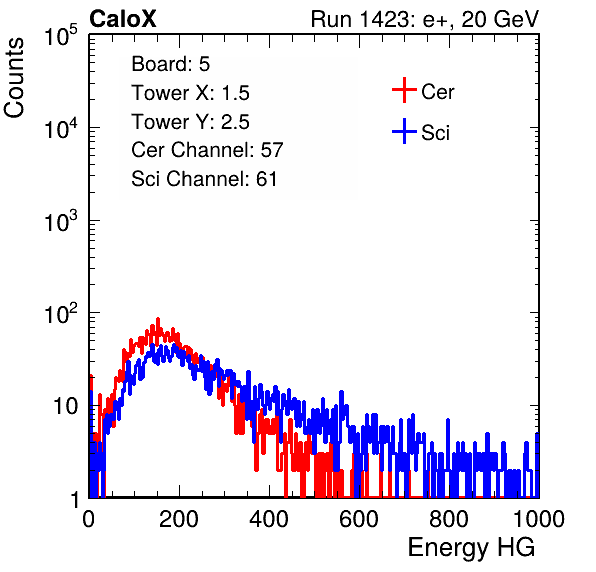 CaloX Run 1423: e+, 20 GeV
Counts
Board: 5
Tower X: 1.5
Tower Y: 2.5
Cer Channel: 57
Sci Channel: 61
Cer
Sci
10^5
10^4
10^3
10^2
10
1
0 200 400 600 800 1000
Energy HG